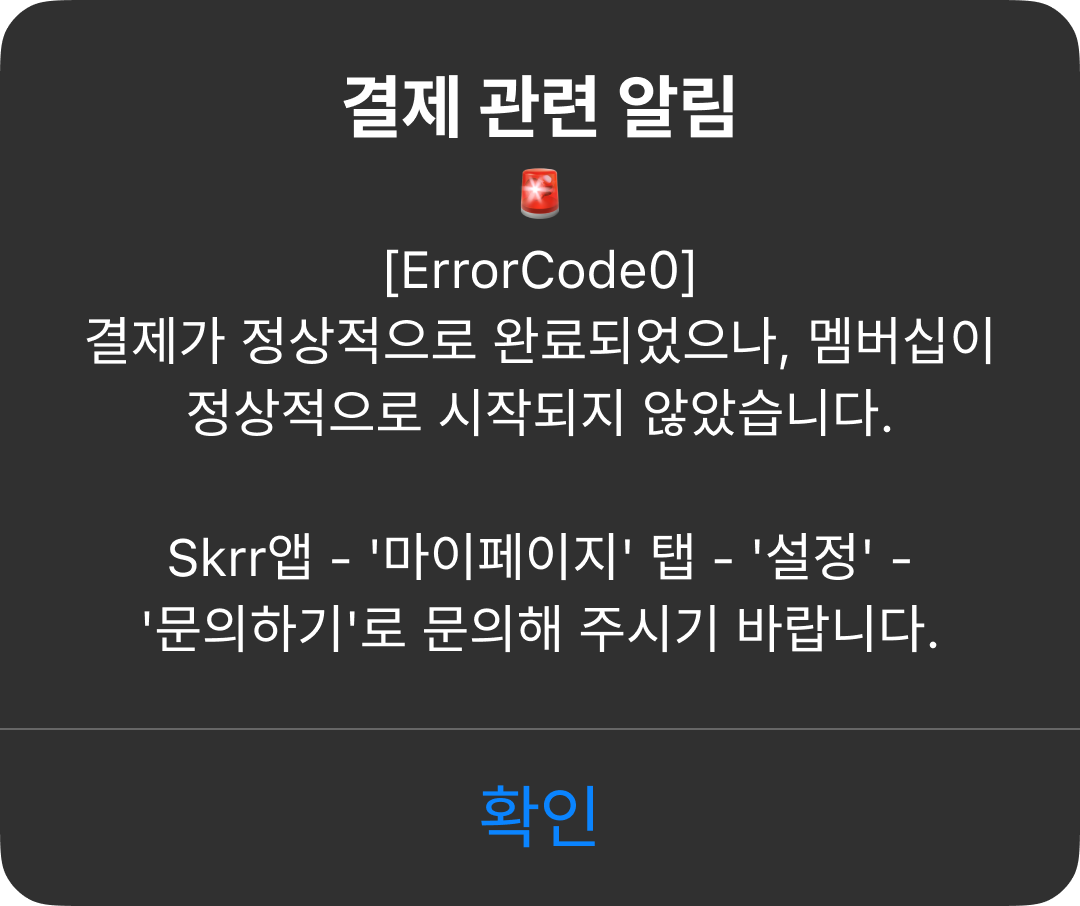 결제 관련 알림
🚨
[ErrorCode0]
결제가 정상적으로 완료되었으나, 멤버십이
정상적으로 시작되지 않았습니다.
Skrr앱 - '마이페이지' 탭 - '설정' -
'문의하기'로 문의해 주시기 바랍니다.
확인